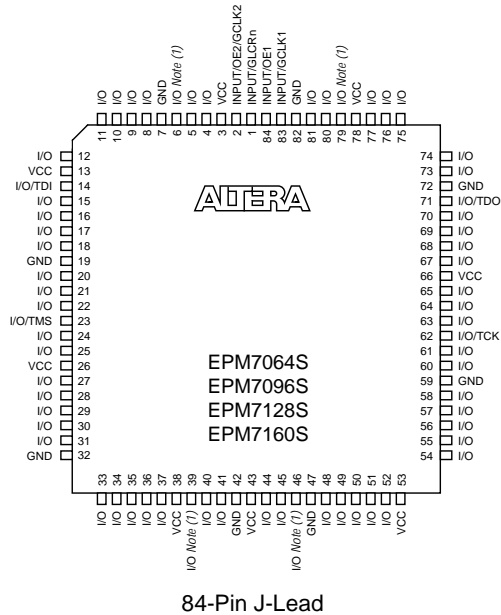 I/O
I/O
I/O
I/O
GND
I/O Note (1)
I/O
I/O
VCC
INPUT/OE2/GCLK2
INPUT/GLCRn
INPUT/OE1
INPUT/GCLK1
GND
I/O
I/O
I/O Note (1)
VCC
I/O
I/O
I/O
11 10 9 8 7 6 5 4 3 2 1 84 83 82 81 80 79 78 77 76 75
I/O 12
VCC 13
I/O/TDI 14
I/O 15
I/O 16
I/O 17
I/O 18
GND 19
I/O 20
I/O 21
I/O 22
I/O/TMS 23
I/O 24
I/O 25
VCC 26
I/O 27
I/O 28
I/O 29
I/O 30
I/O 31
GND 32
ALTERA
EPM7064S
EPM7096S
EPM7128S
EPM7160S
74 I/O
73 I/O
72 GND
71 I/O/TDO
70 I/O
69 I/O
68 I/O
67 I/O
66 VCC
65 I/O
64 I/O
63 I/O
62 I/O/TCK
61 I/O
60 I/O
59 GND
58 I/O
57 I/O
56 I/O
55 I/O
54 I/O
33 34 35 36 37 38 39 40 41 42 43 44 45 46 47 48 49 50 51 52 53
I/O
I/O
I/O
I/O
I/O
VCC
I/O Note (1)
I/O
I/O
GND
VCC
I/O
I/O
I/O Note (1)
GND
I/O
I/O
I/O
I/O
I/O
VCC
84-Pin J-Lead